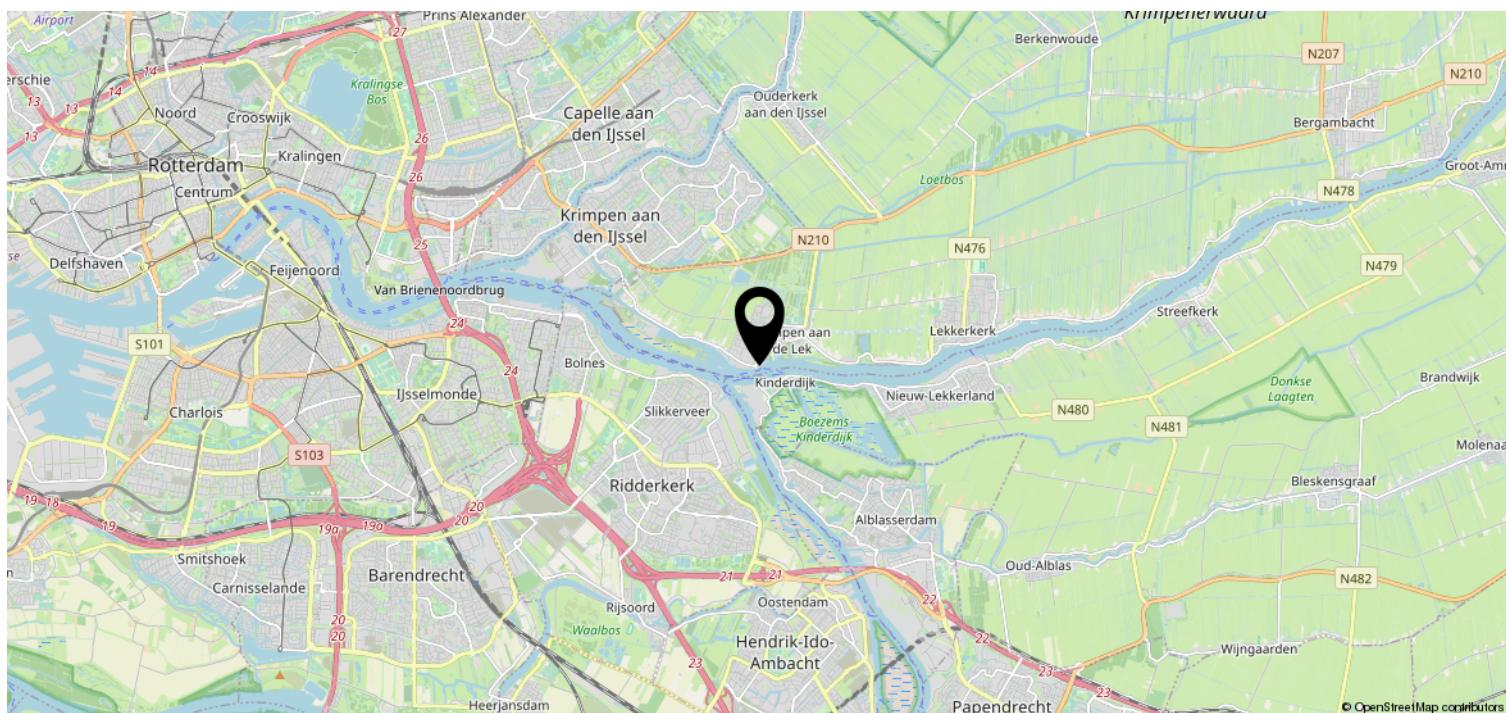 Airport
Prins Alexander
27
Krimpenerwaard
Berkenwoude
N207
N210
14
13
13
14
13
Noord
Crooswijk
Kralingse
Bos
Capelle aan
den IJssel
Ouderkerk
aan den IJssel
Bergambacht
26
Kralingen
Rotterdam
Centrum
26
Loetbos
N478
Krimpen aan
den IJssel
N210
N476
25
Delfshaven
Feijenoord
Van Brienenoordbrug
N479
Streefkerk
24
S101
Lekkerkerk
de Lek
Bolnes
24
Kinderdijk
Nieuw-Lekkerland
Donkse
Laagten
Brandwijk
IJsselmonde
Charlois
Slikkerveer
N480
N481
Boezems
Kinderdijk
S103
Ridderkerk
Bleskensgraaf
19
18
19
19a
19a
20
20
20
Alblasserdam
Smitshoek
Carnisselande
Barendrecht
21
21
Oud-Alblas
N482
Rijsoord
Oostendam
22
20
20
Waalbos
22
Hendrik-Ido-
Ambacht
Wijngaarden
23
23
23
Heerjansdam
Papendrecht
© OpenStreetMap contributors